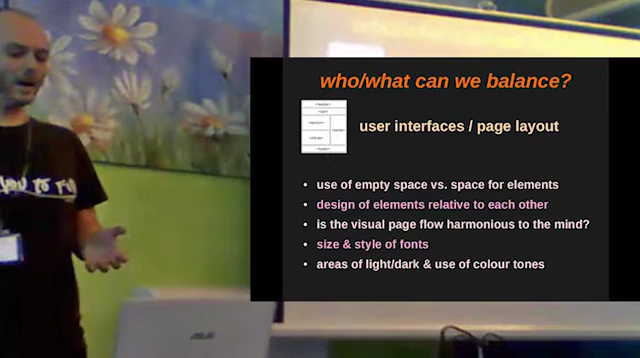 who/what can we balance?
user interfaces / page layout
• use of empty space vs. space for elements
• design of elements relative to each other
• is the visual page flow harmonious to the mind?
• size & style of fonts
• areas of light/dark & use of colour tones
ASUS